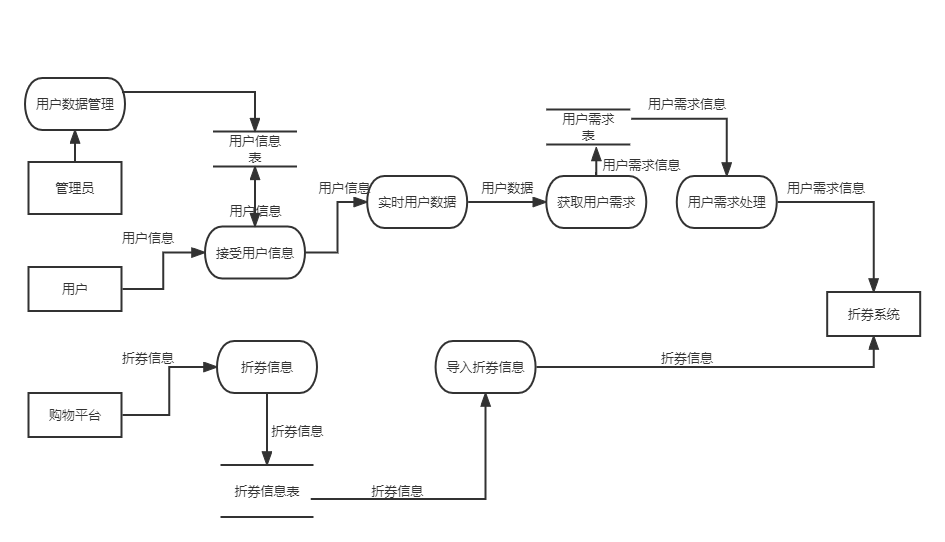 用户数据管理
管理员
用户信息
表
用户信息
用户信息
用户
接受用户信息
用户信息
实时用户数据
用户数据
获取用户需求
用户需求信息
用户需求
表
用户需求信息
用户需求处理
用户需求信息
折券系统
购物平台
折券信息
折券信息
折券信息
折券信息表
折券信息
导入折券信息
折券信息